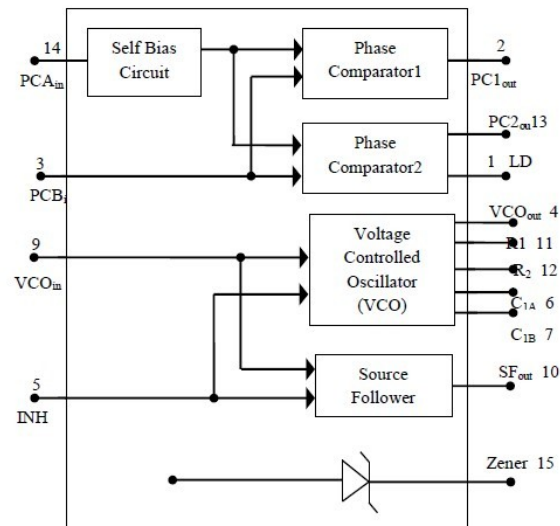 14
PCAin
Self Bias
Circuit
Phase
Comparator1
2
PC1out
3
PCBi
Phase
Comparator2
PC2ou13
1 LD
9
VCOin
Voltage
Controlled
Oscillator
(VCO)
VCOout 4
R1 11
R2 12
C1A 6
C1B 7
5
INH
Source
Follower
SFout 10
Zener 15